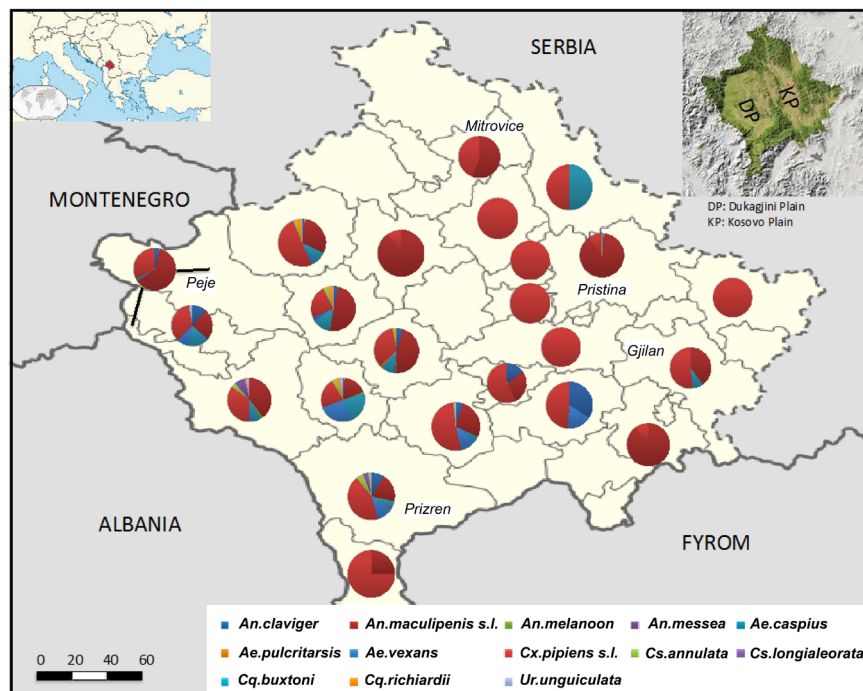 SERBIA
Mitrovice
DP
KP
MONTENEGRO
DP: Dukagjini Plain
KP: Kosovo Plain
Peje
Pristina
Gjilan
Prizren
ALBANIA
FYROM
An.claviger An.maculipenis s.l. An.melanoon An.messea Ae.caspius
Ae.pulcritarsis Ae.vexans Cx.pipiens s.l. Cs.annulata Cs.longialeorata
Cq.buxtoni Cq.richiardii Ur.unguiculata
0 20 40 60